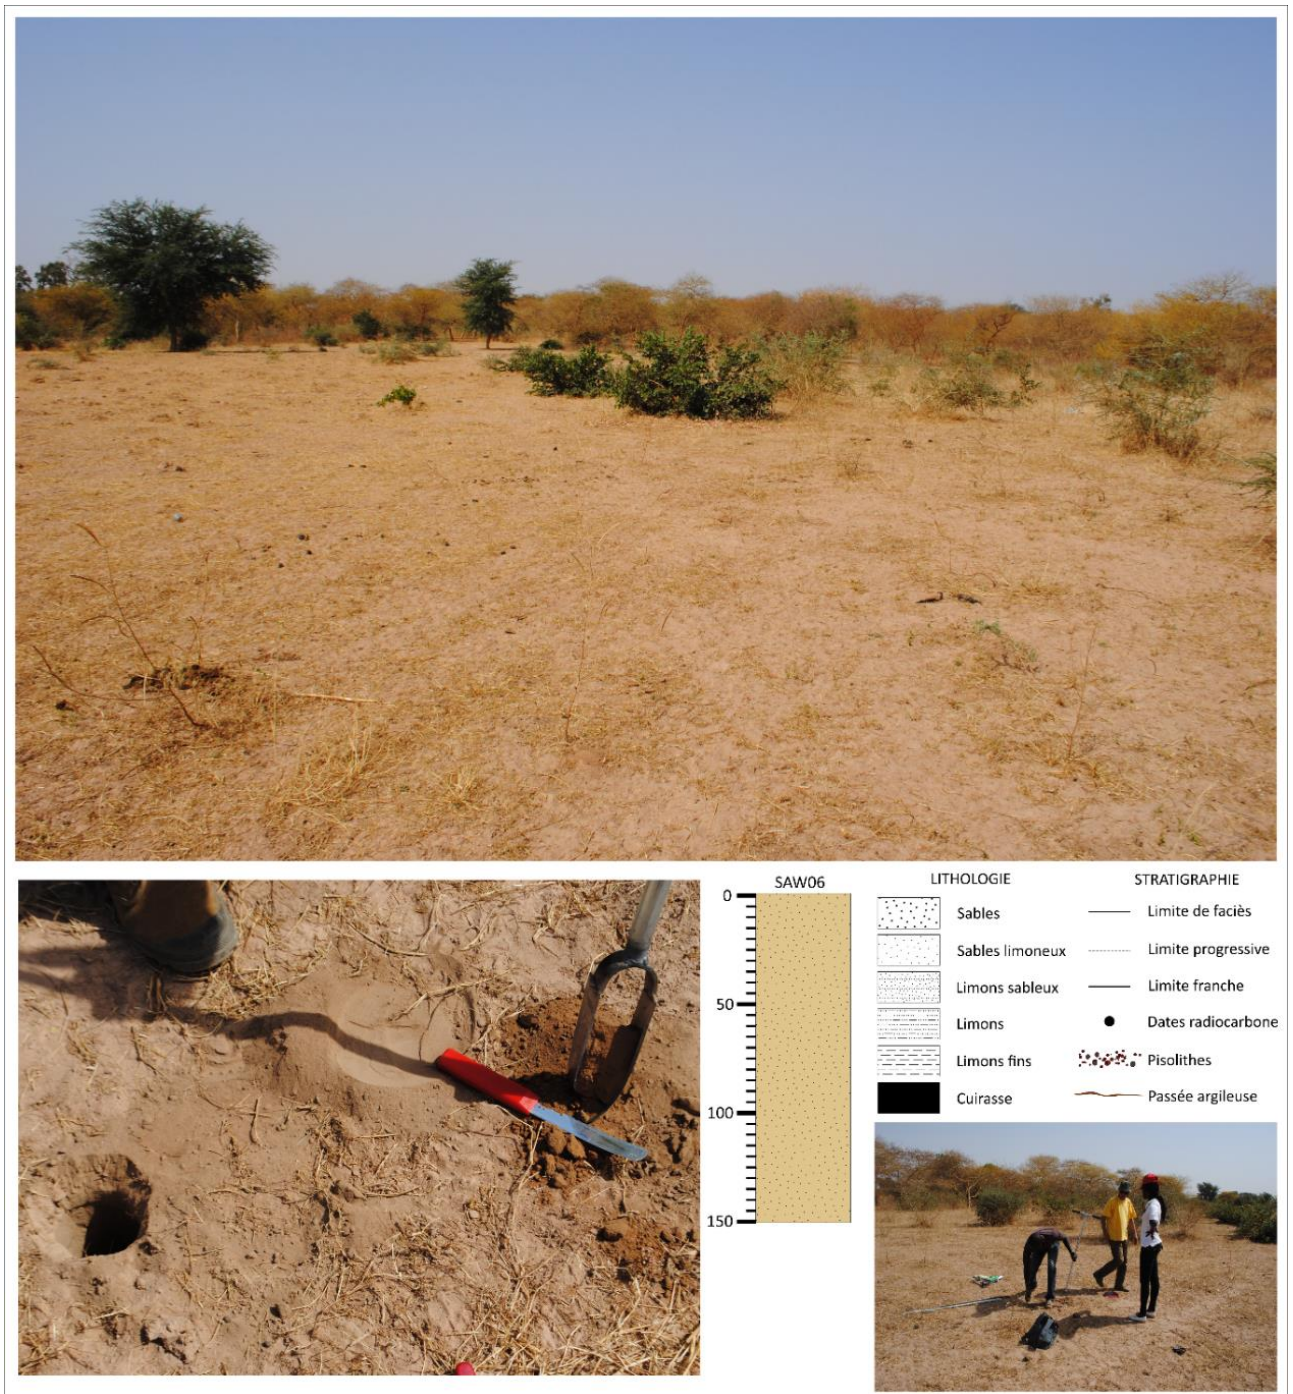 SAW06
0
50
100
150
LITHOLOGIE
Sables
Sables limoneux
Limons sableux
Limons
Limons fins
Cuirasse
STRATIGRAPHIE
Limite de faciès
Limite progressive
Limite franche
Dates radiocarbone
Pisolithes
Passée argileuse